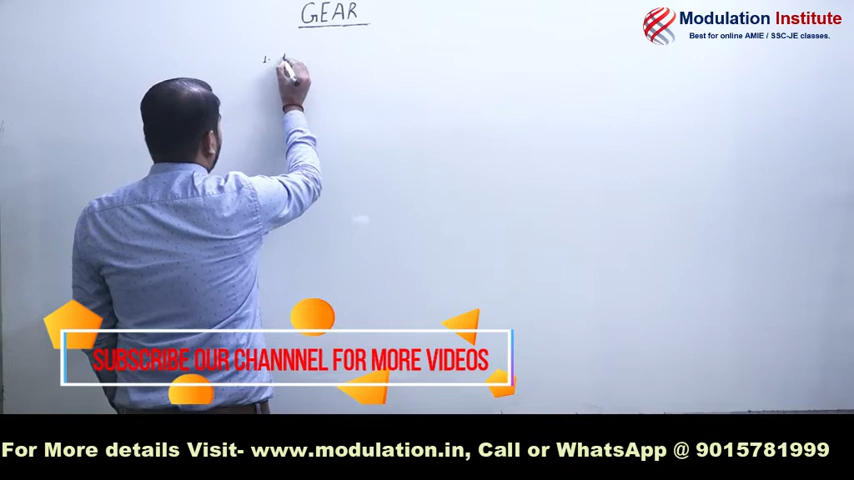 GEAR
Modulation Institute
Best for online AMIE / SSC-JE classes.
1.
SUBSCRIBE OUR CHANNNEL FOR MORE VIDEOS
For More details Visit- www.modulation.in, Call or WhatsApp @ 9015781999